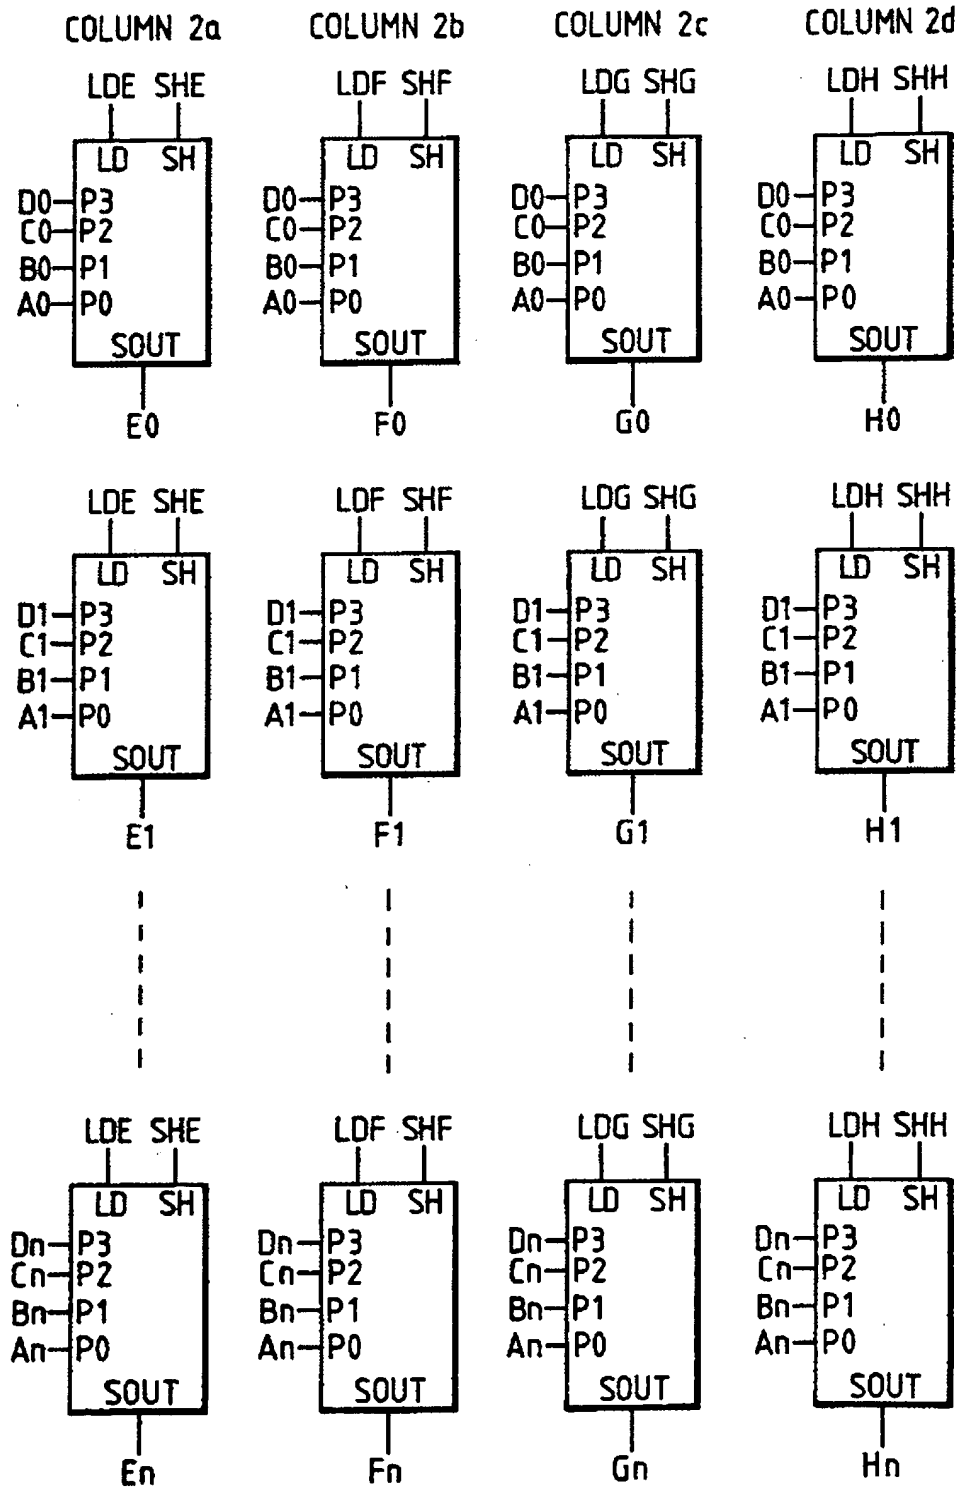 COLUMN 2a COLUMN 2b COLUMN 2c COLUMN 2d
LDE SHE LDF SHF LDG SHG LDH SHH
LD SH LD SH LD SH LD SH
D0 P3 D0 P3 D0 P3 D0 P3
C0 P2 C0 P2 C0 P2 C0 P2
B0 P1 B0 P1 B0 P1 B0 P1
A0 P0 A0 P0 A0 P0 A0 P0
SOUT SOUT SOUT SOUT
E0 F0 G0 H0
LDE SHE LDF SHF LDG SHG LDH SHH
LD SH LD SH LD SH LD SH
D1 P3 D1 P3 D1 P3 D1 P3
C1 P2 C1 P2 C1 P2 C1 P2
B1 P1 B1 P1 B1 P1 B1 P1
A1 P0 A1 P0 A1 P0 A1 P0
SOUT SOUT SOUT SOUT
E1 F1 G1 H1
LDE SHE LDF SHF LDG SHG LDH SHH
LD SH LD SH LD SH LD SH
Dn P3 Dn P3 Dn P3 Dn P3
Cn P2 Cn P2 Cn P2 Cn P2
Bn P1 Bn P1 Bn P1 Bn P1
An P0 An P0 An P0 An P0
SOUT SOUT SOUT SOUT
En Fn Gn Hn